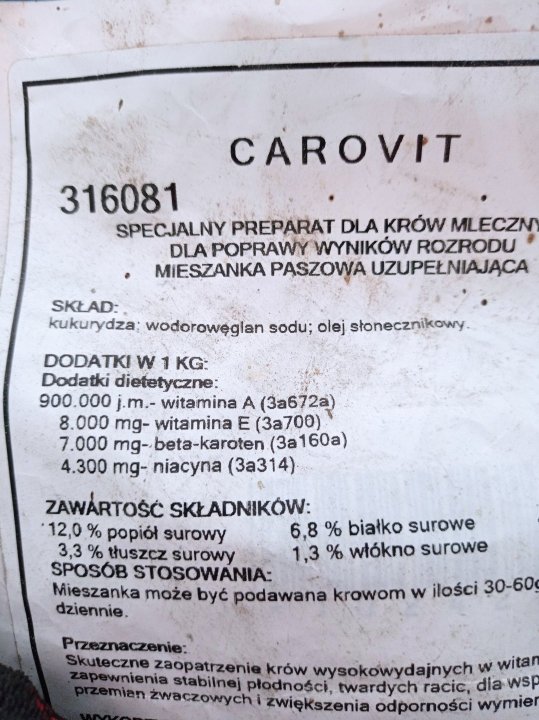 CAROVIT
316081
SPECJALNY PREPARAT DLA KRÓW MLECZNY
DLA POPRAWY WYNIKÓW ROZRODU
MIESZANKA PASZOWA UZUPEŁNIAJĄCA
SKŁAD:
kukurydza; wodorowęglan sodu; olej słonecznikowy.
DODATKI W 1 KG:
Dodatki dietetyczne:
900.000 j.m.- witamina A (3a672a)
8.000 mg- witamina E (3a700)
7.000 mg- beta-karoten (3a160a)
4.300 mg- niacyna (3a314)
ZAWARTOŚĆ SKŁADNIKÓW:
12,0 % popiół surowy 6,8 % białko surowe
3,3 % tłuszcz surowy 1,3 % włókno surowe
SPOSÓB STOSOWANIA:
Mieszanka może być podawana krowom w ilości 30-60g
dziennie.
Przeznaczenie:
Skuteczne zaopatrzenie krów wysokowydajnych w witam
zapewnienia stabilnej płodności, twardych racic, dla wsp
przemian żwaczowych i zwiększenia odporności wymier